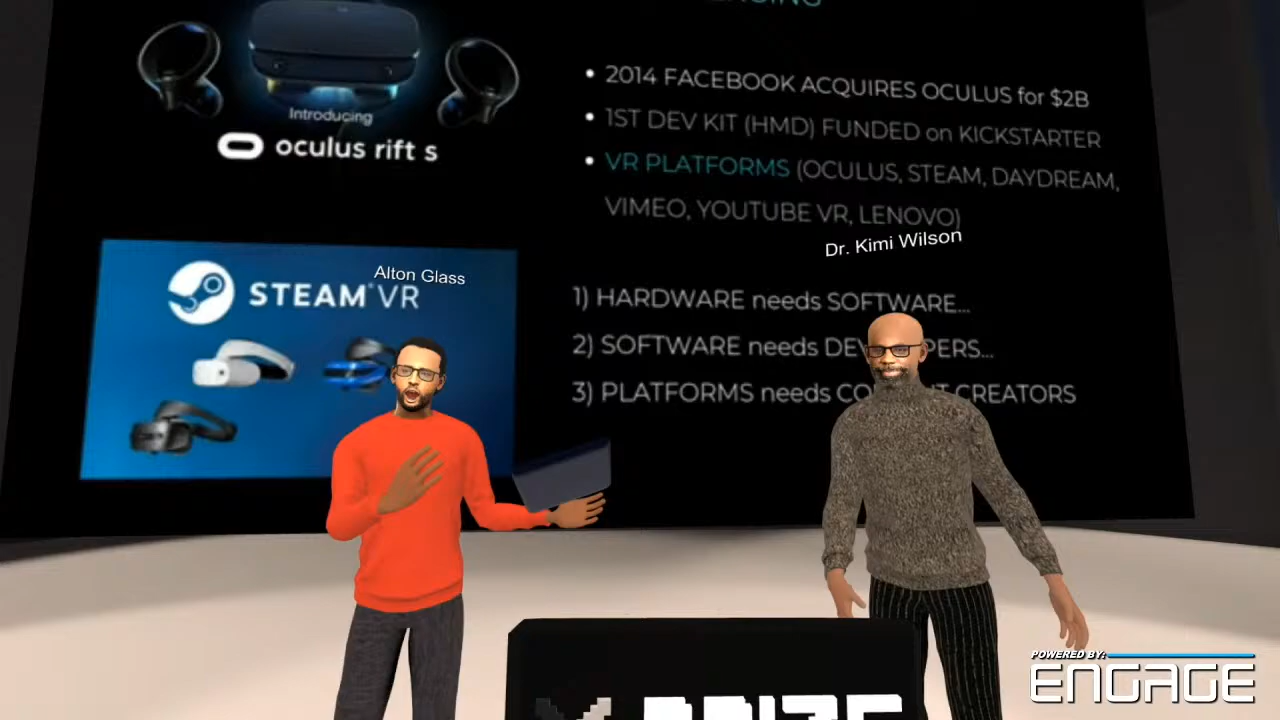 • 2014 FACEBOOK ACQUIRES OCULUS for $2B
• 1ST DEV KIT (HMD) FUNDED on KICKSTARTER
• VR PLATFORMS (OCULUS, STEAM, DAYDREAM,
VIMEO, YOUTUBE VR, LENOVO)
Introducing
oculus rift s
Dr. Kimi Wilson
Alton Glass
STEAM®VR
1) HARDWARE needs SOFTWARE...
2) SOFTWARE needs
3) PLATFORMS needs CREATORS
POWERED BY:
ENGAGE